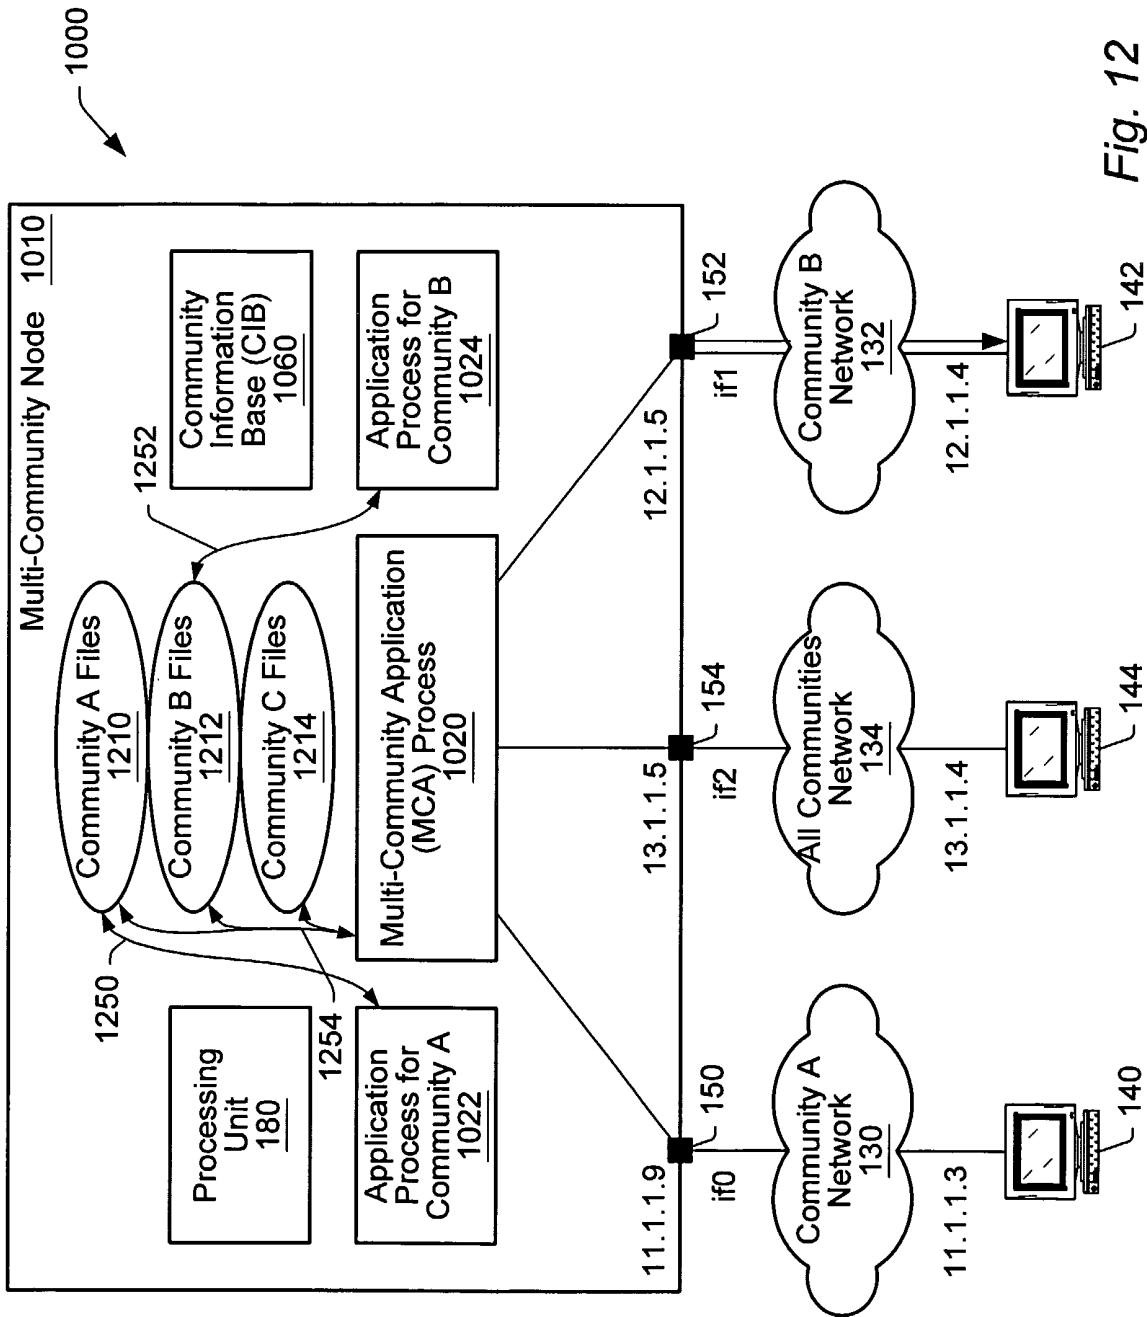 1000
Multi-Community Node 1010
Processing
Unit
180
1250
1254
Community A Files
1210
Community B Files
1212
Community C Files
1214
1252
Community
Information
Base (CIB)
1060
Application
Process for
Community A
1022
Multi-Community Application
(MCA) Process
1020
Application
Process for
Community B
1024
11.1.1.9
150
if0
13.1.1.5
154
if2
12.1.1.5
152
if1
Community A
Network
130
All Communities
Network
134
Community B
Network
132
11.1.1.3
13.1.1.4
12.1.1.4
140
144
142
Fig. 12